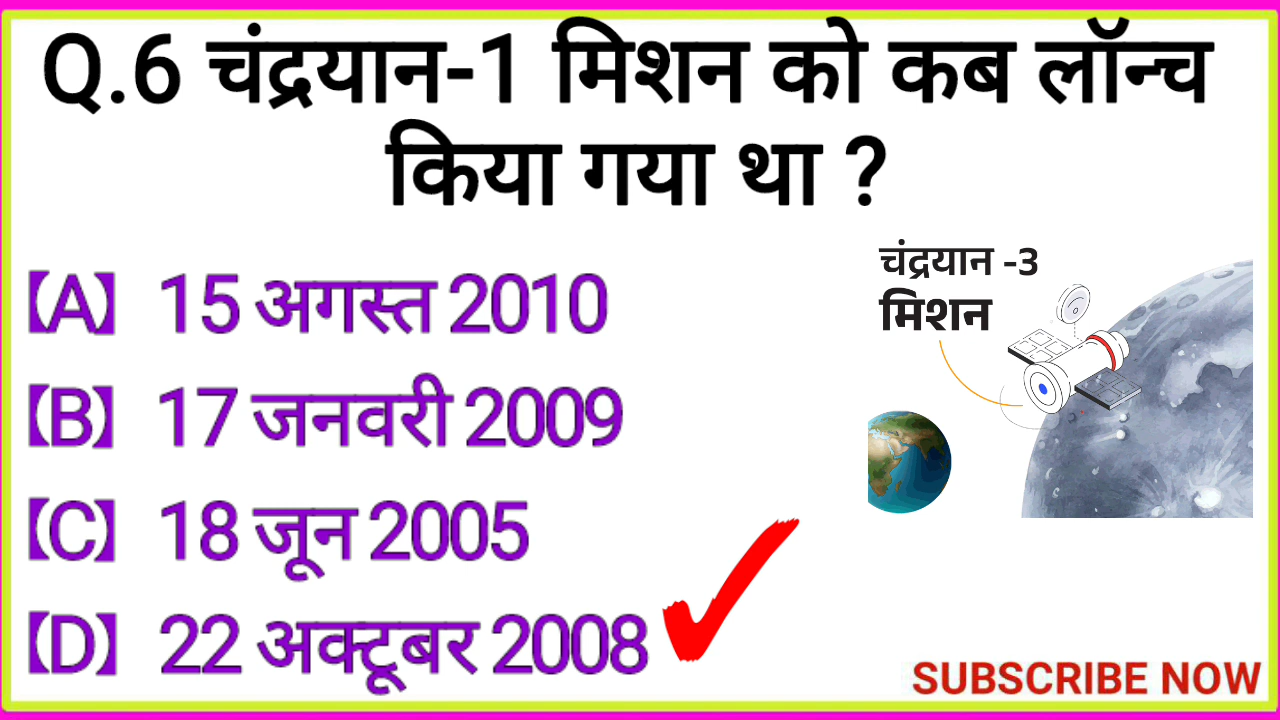 Q.6 चंद्रयान-1 मिशन को कब लॉन्च
किया गया था ?
【A】 15 अगस्त 2010
【B】 17 जनवरी 2009
【C】 18 जून 2005
【D】 22 अक्टूबर 2008
चंद्रयान -3
मिशन
SUBSCRIBE NOW